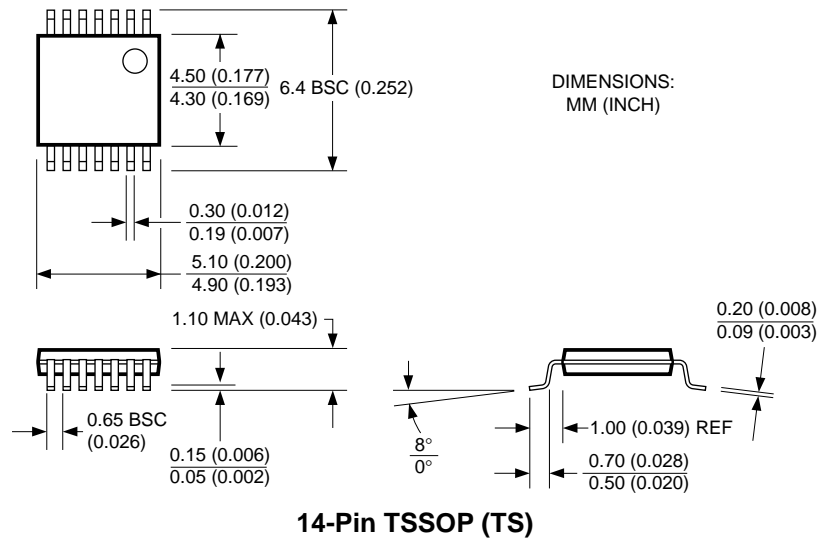 4.50 (0.177)
4.30 (0.169)
6.4 BSC (0.252)
DIMENSIONS:
MM (INCH)
0.30 (0.012)
0.19 (0.007)
5.10 (0.200)
4.90 (0.193)
1.10 MAX (0.043)
0.20 (0.008)
0.09 (0.003)
0.65 BSC
(0.026)
0.15 (0.006)
0.05 (0.002)
8°
0°
1.00 (0.039) REF
0.70 (0.028)
0.50 (0.020)
14-Pin TSSOP (TS)